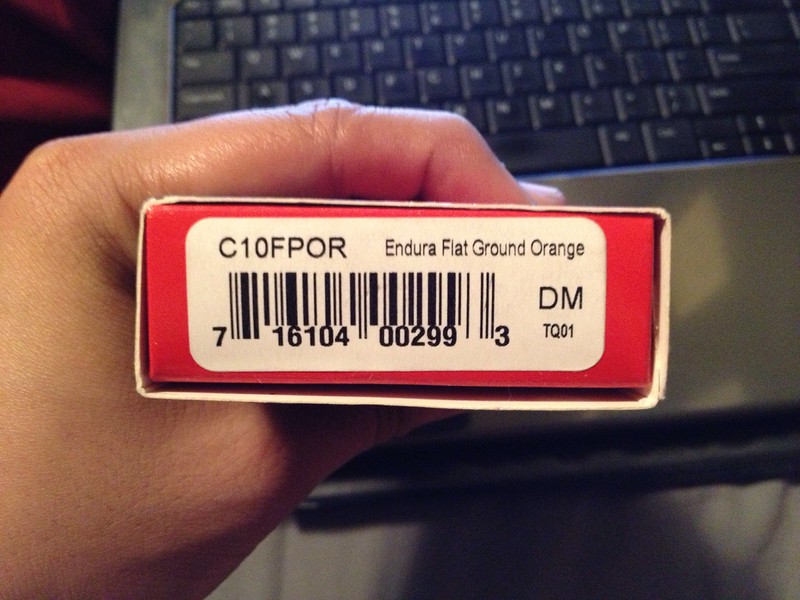 C10FPOR Endura Flat Ground Orange
DM
7 16104 00299 3
TQ01